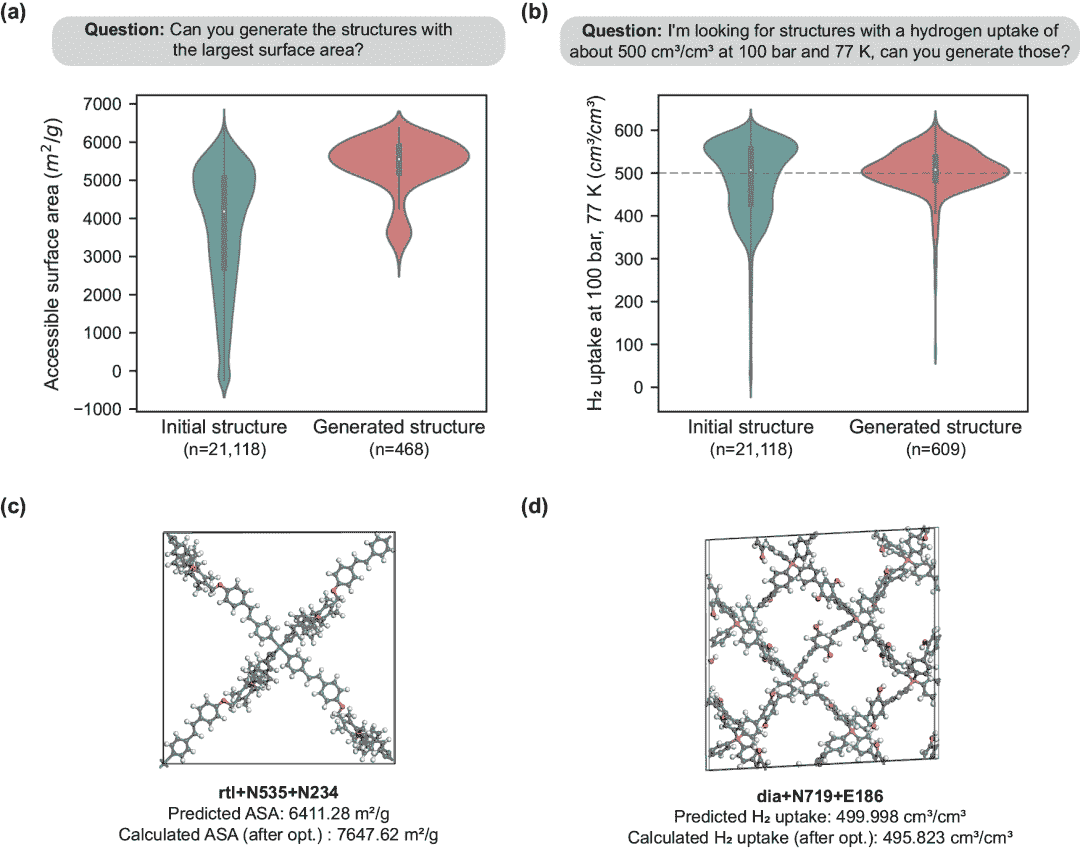 (a)
Question: Can you generate the structures with
the largest surface area?
Accessible surface area (m²/g)
7000
6000
5000
4000
3000
2000
1000
0
−1000
Initial structure
(n=21,118)
Generated structure
(n=468)
(b)
Question: I'm looking for structures with a hydrogen uptake of
about 500 cm³/cm³ at 100 bar and 77 K, can you generate those?
H₂ uptake at 100 bar, 77 K (cm³/cm³)
600
500
400
300
200
100
0
Initial structure
(n=21,118)
Generated structure
(n=609)
(c)
rtl+N535+N234
Predicted ASA: 6411.28 m²/g
Calculated ASA (after opt.) : 7647.62 m²/g
(d)
dia+N719+E186
Predicted H₂ uptake: 499.998 cm³/cm³
Calculated H₂ uptake (after opt.): 495.823 cm³/cm³